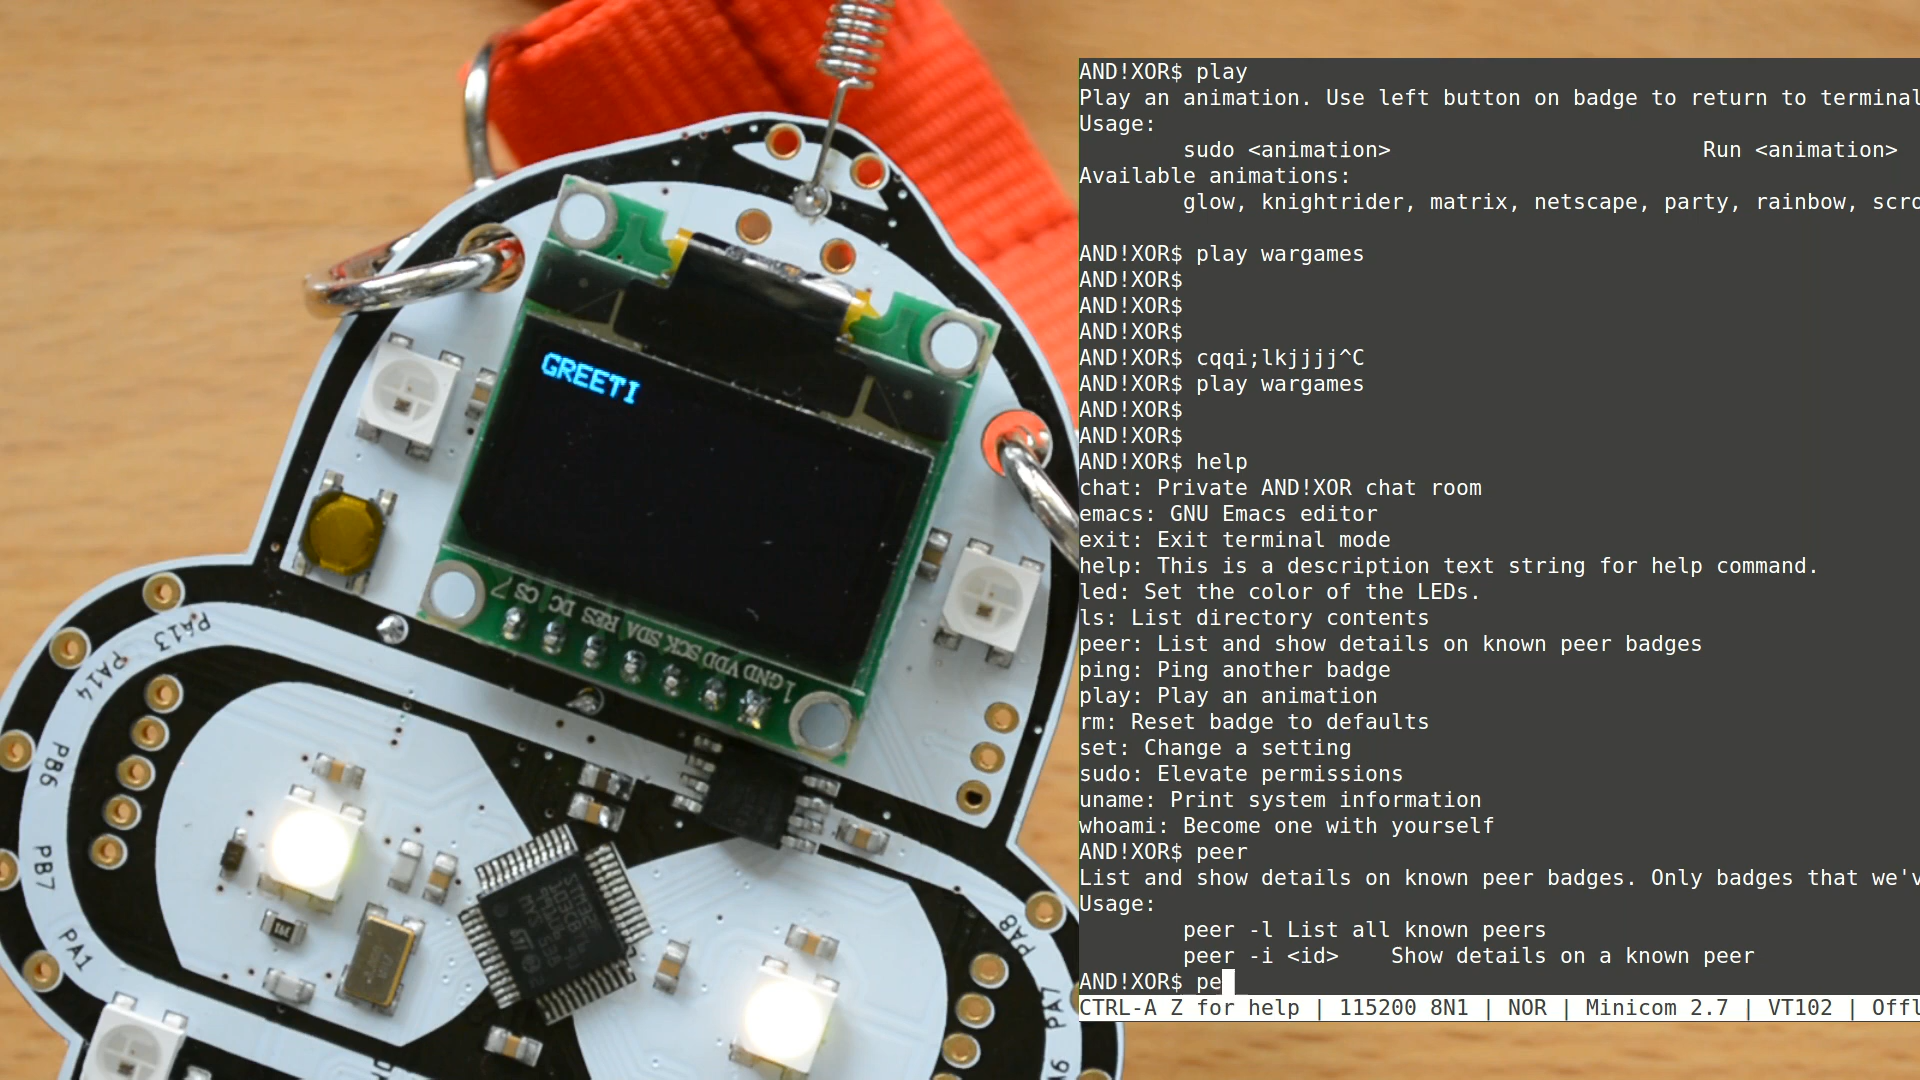 GREETI
CS DC RES SDA SCK VDD GND 1
PA13
PA14
PB6
PB7
PA1
PA8
PA7
AND!XOR$ play
Play an animation. Use left button on badge to return to terminal
Usage:
sudo <animation> Run <animation>
Available animations:
glow, knightrider, matrix, netscape, party, rainbow, scro
AND!XOR$ play wargames
AND!XOR$
AND!XOR$
AND!XOR$
AND!XOR$ cqqi;lkjjjj^C
AND!XOR$ play wargames
AND!XOR$
AND!XOR$
AND!XOR$ help
chat: Private AND!XOR chat room
emacs: GNU Emacs editor
exit: Exit terminal mode
help: This is a description text string for help command.
led: Set the color of the LEDs.
ls: List directory contents
peer: List and show details on known peer badges
ping: Ping another badge
play: Play an animation
rm: Reset badge to defaults
set: Change a setting
sudo: Elevate permissions
uname: Print system information
whoami: Become one with yourself
AND!XOR$ peer
List and show details on known peer badges. Only badges that we'v
Usage:
peer -l List all known peers
peer -i <id> Show details on a known peer
AND!XOR$ pe
CTRL-A Z for help | 115200 8N1 | NOR | Minicom 2.7 | VT102 | Offl